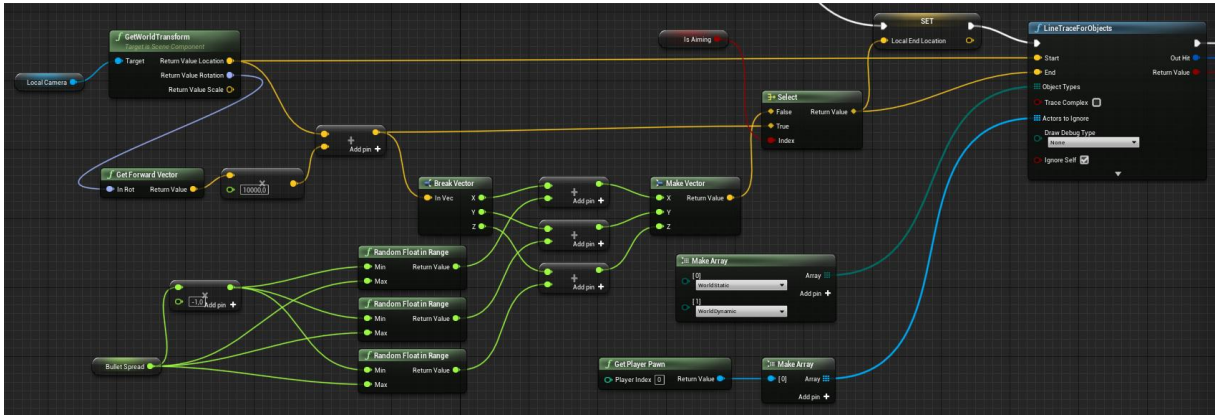 GetWorldTransform
Target is Scene Component
Target
Return Value Location
Return Value Rotation
Return Value Scale
Local Camera
Get Forward Vector
In Rot
Return Value
10000,0
Add pin
Is Aiming
SET
Local End Location
Select
False
Return Value
True
Index
LineTraceForObjects
Start
Out Hit
End
Return Value
Object Types
Trace Complex
Actors to Ignore
Draw Debug Type
None
Ignore Self
Break Vector
In Vec
X
Y
Z
Add pin
Add pin
Add pin
Make Vector
X
Return Value
Y
Z
Random Float in Range
Min
Return Value
Max
Random Float in Range
Min
Return Value
Max
Random Float in Range
Min
Return Value
Max
-1,0
Add pin
Bullet Spread
Make Array
[0]
Array
WorldStatic
Add pin
[1]
WorldDynamic
Get Player Pawn
Player Index 0
Return Value
Make Array
[0]
Array
Add pin